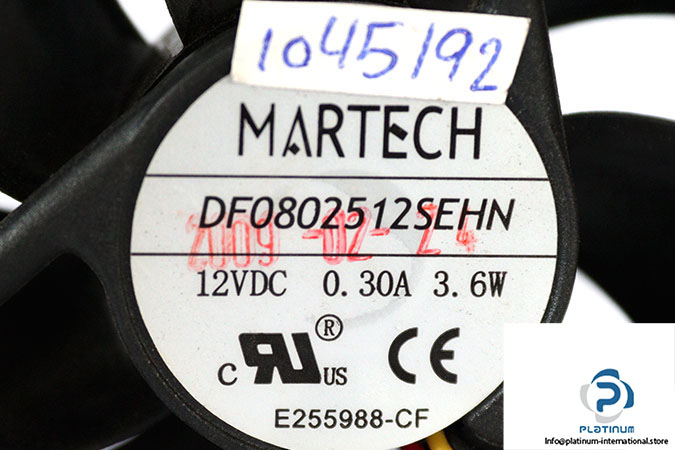 1045192
MARTECH
DF0802512SEHN
2009-02-24
12VDC 0.30A 3.6W
c RU ® US CE
E255988-CF
PLATINUM
Info@platinum-international.store